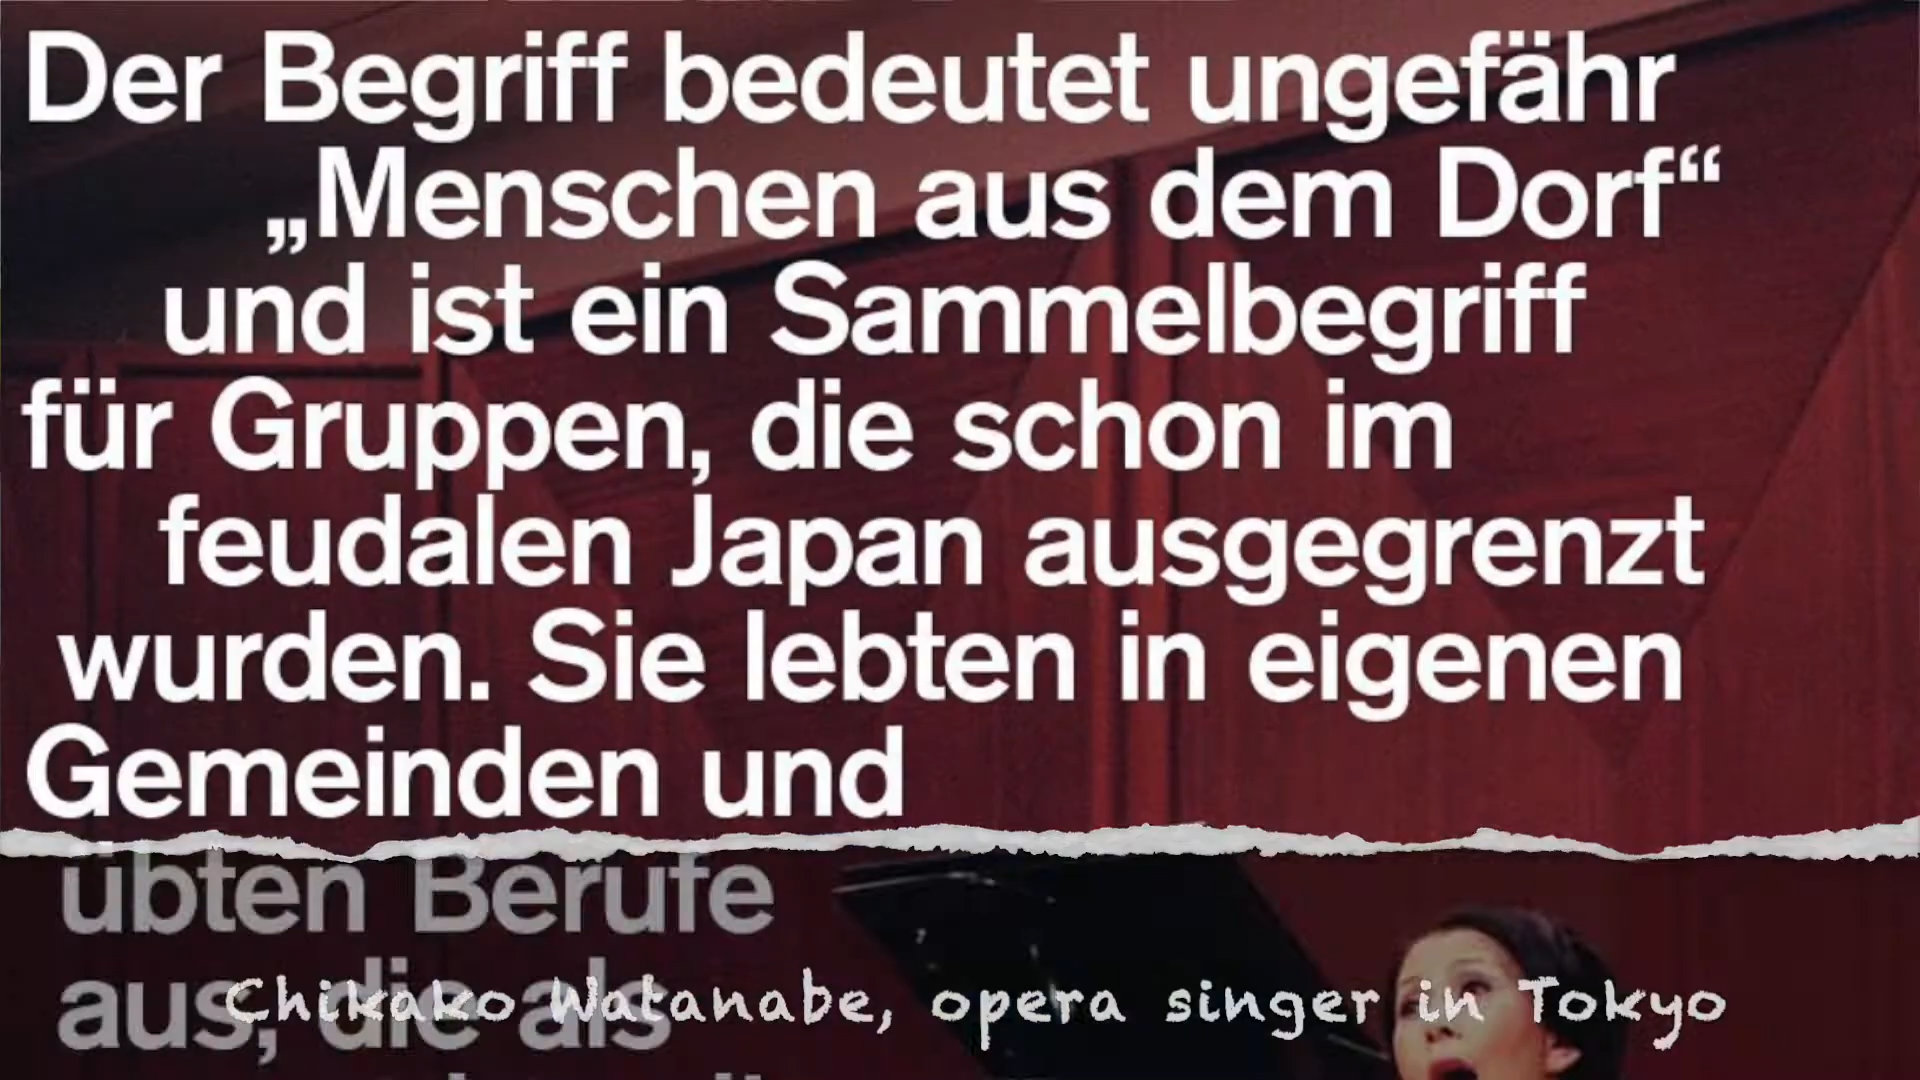 Der Begriff bedeutet ungefähr
„Menschen aus dem Dorf“
und ist ein Sammelbegriff
für Gruppen, die schon im
feudalen Japan ausgegrenzt
wurden. Sie lebten in eigenen
Gemeinden und
übten Berufe
aus, die als
Chikako Watanabe, opera singer in Tokyo